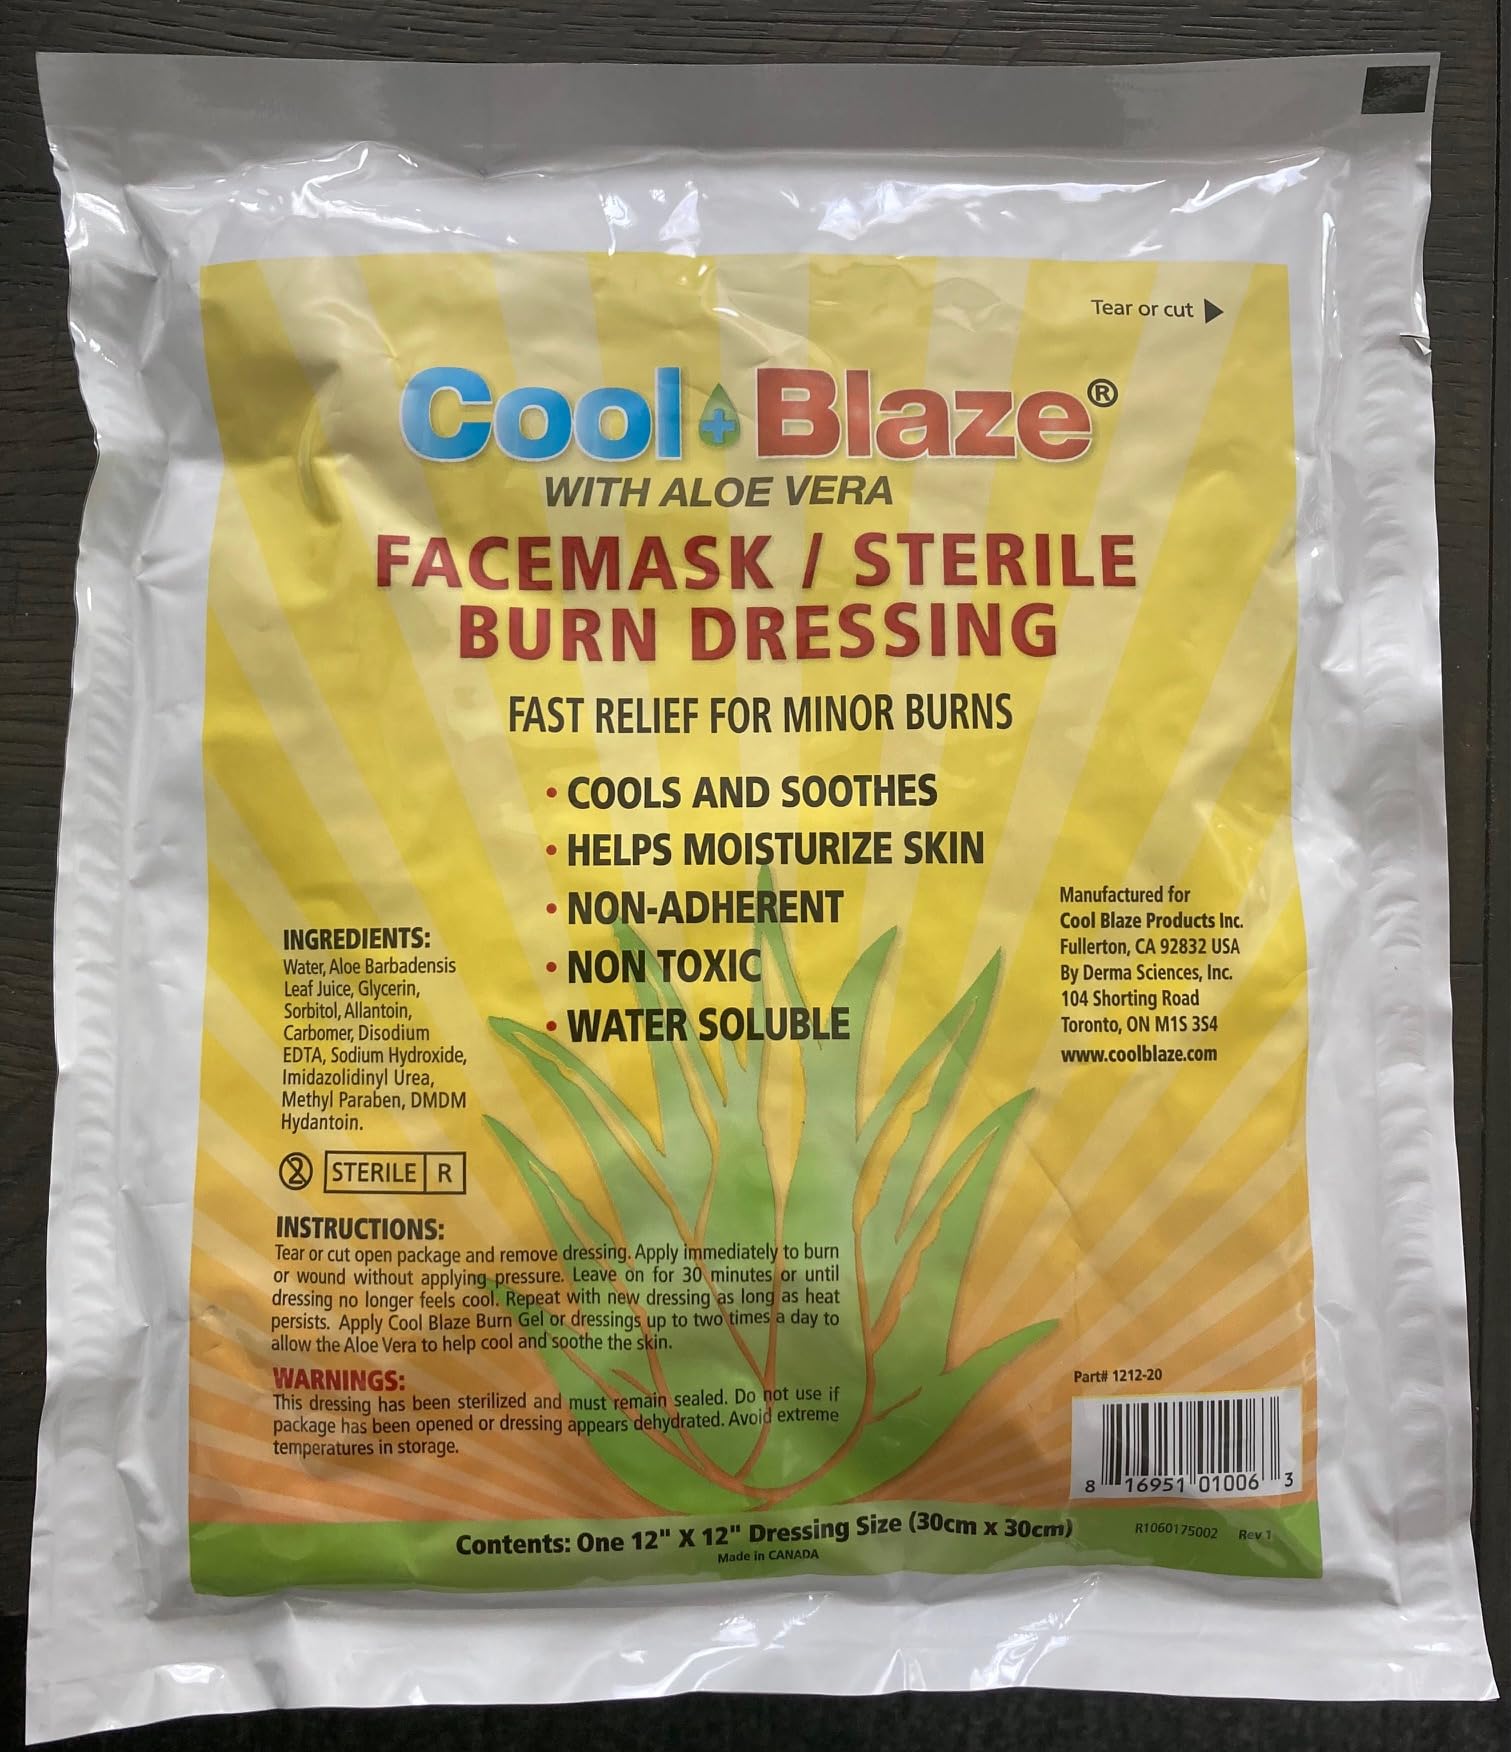 Tear or cut
Cool Blaze®
WITH ALOE VERA
FACEMASK / STERILE
BURN DRESSING
FAST RELIEF FOR MINOR BURNS
• COOLS AND SOOTHES
• HELPS MOISTURIZE SKIN
• NON-ADHERENT
• NON TOXIC
• WATER SOLUBLE
Manufactured for
Cool Blaze Products Inc.
Fullerton, CA 92832 USA
By Derma Sciences, Inc.
104 Shorting Road
Toronto, ON M1S 3S4
www.coolblaze.com
INGREDIENTS:
Water, Aloe Barbadensis
Leaf Juice, Glycerin,
Sorbitol, Allantoin,
Carbomer, Disodium
EDTA, Sodium Hydroxide,
Imidazolidinyl Urea,
Methyl Paraben, DMDM
Hydantoin.
2 STERILE R
INSTRUCTIONS:
Tear or cut open package and remove dressing. Apply immediately to burn
or wound without applying pressure. Leave on for 30 minutes or until
dressing no longer feels cool. Repeat with new dressing as long as heat
persists. Apply Cool Blaze Burn Gel or dressings up to two times a day to
allow the Aloe Vera to help cool and soothe the skin.
WARNINGS:
This dressing has been sterilized and must remain sealed. Do not use if
package has been opened or dressing appears dehydrated. Avoid extreme
temperatures in storage.
Part# 1212-20
8 16951 01006 3
Contents: One 12" X 12" Dressing Size (30cm x 30cm)
Made in CANADA
R1060175002 Rev 1